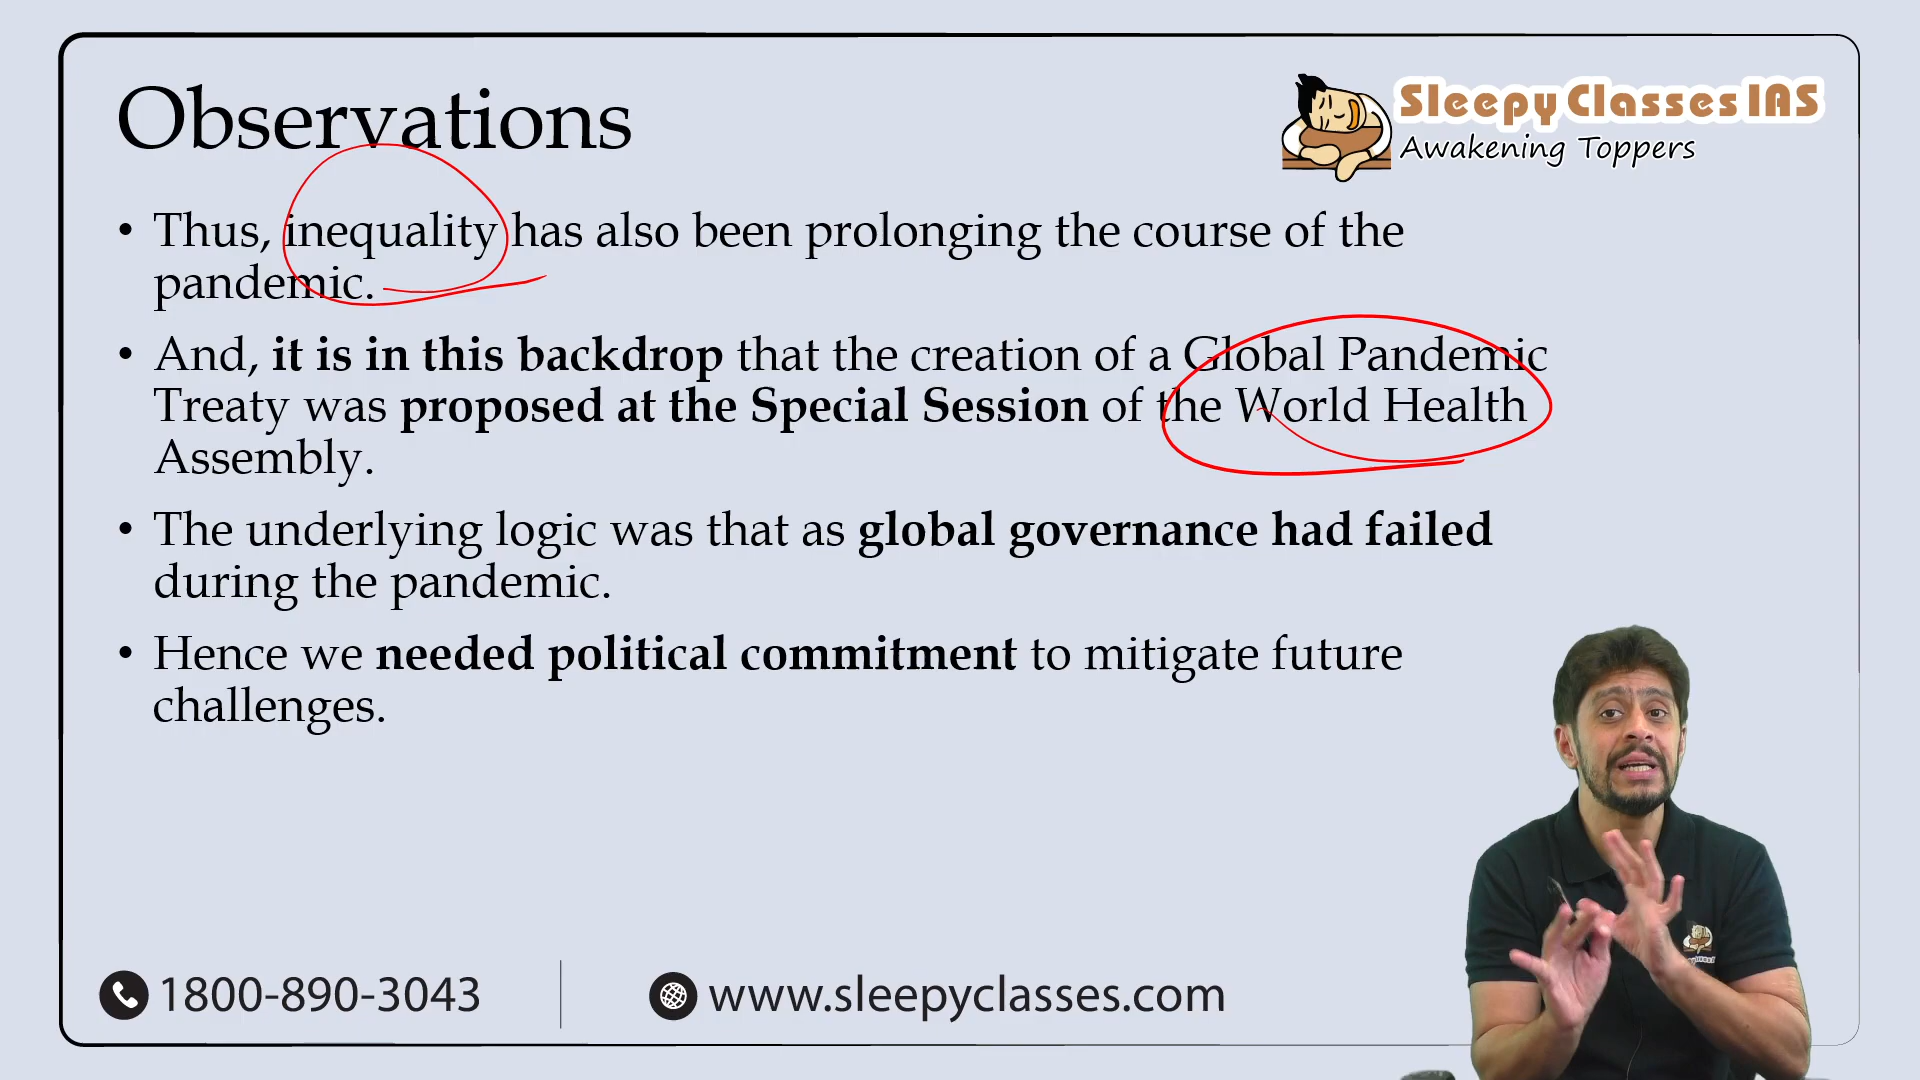 Observations
Sleepy Classes IAS
Awakening Toppers
• Thus, inequality has also been prolonging the course of the
pandemic.
• And, it is in this backdrop that the creation of a Global Pandemic
Treaty was proposed at the Special Session of the World Health
Assembly.
• The underlying logic was that as global governance had failed
during the pandemic.
• Hence we needed political commitment to mitigate future
challenges.
1800-890-3043
www.sleepyclasses.com